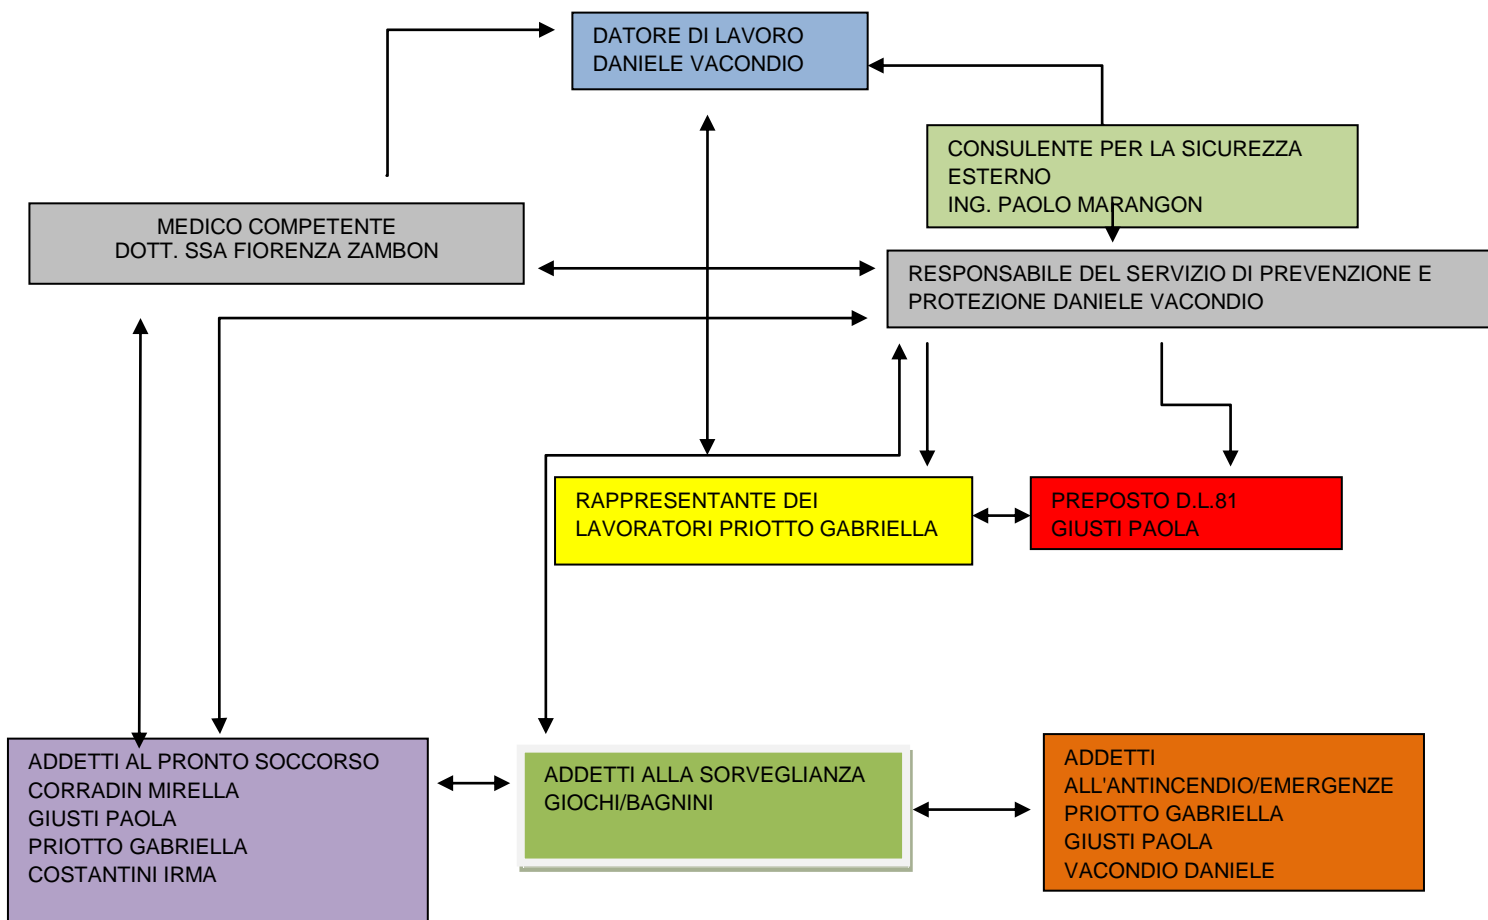 DATORE DI LAVORO
DANIELE VACONDIO
CONSULENTE PER LA SICUREZZA
ESTERNO
ING. PAOLO MARANGON
MEDICO COMPETENTE
DOTT. SSA FIORENZA ZAMBON
RESPONSABILE DEL SERVIZIO DI PREVENZIONE E
PROTEZIONE DANIELE VACONDIO
RAPPRESENTANTE DEI
LAVORATORI PRIOTTO GABRIELLA
PREPOSTO D.L.81
GIUSTI PAOLA
ADDETTI AL PRONTO SOCCORSO
CORRADIN MIRELLA
GIUSTI PAOLA
PRIOTTO GABRIELLA
COSTANTINI IRMA
ADDETTI ALLA SORVEGLIANZA
GIOCHI/BAGNINI
ADDETTI
ALL'ANTINCENDIO/EMERGENZE
PRIOTTO GABRIELLA
GIUSTI PAOLA
VACONDIO DANIELE